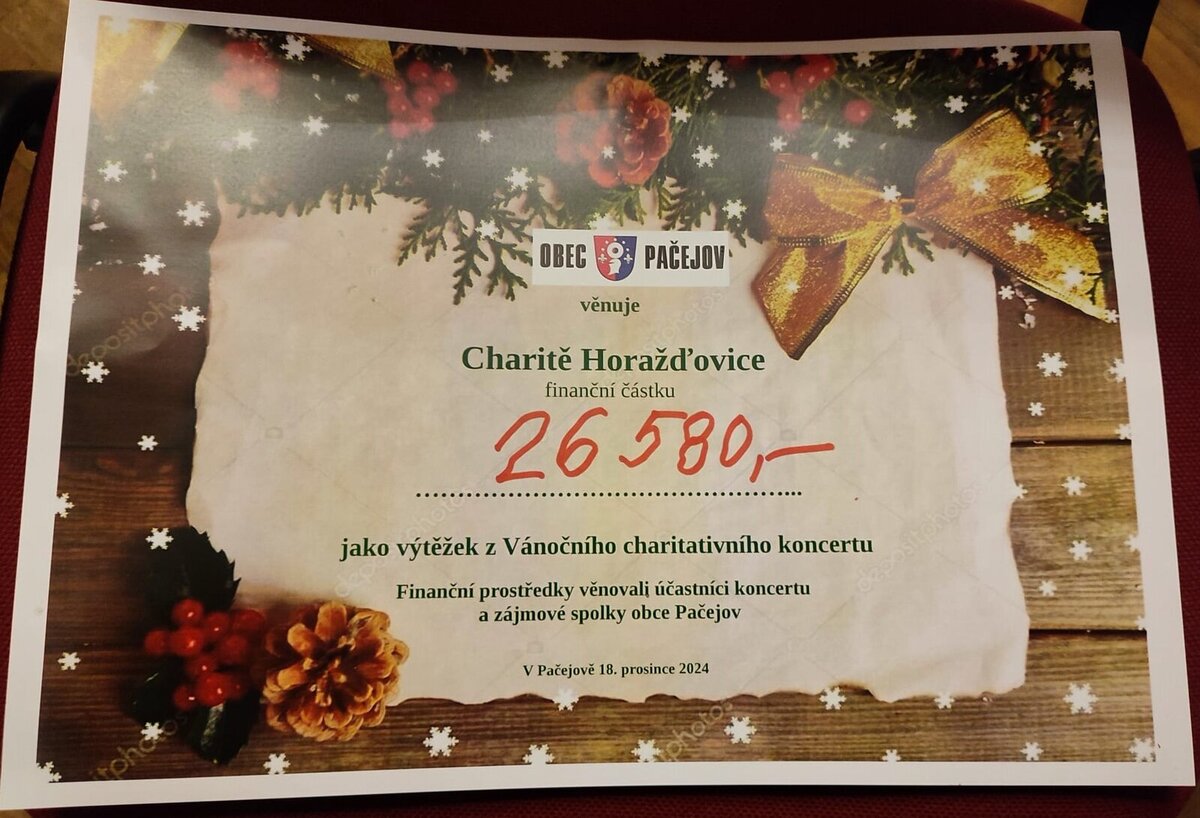 OBEC PAČEJOV
věnuje
Charitě Horažďovice
finanční částku
26 580,-
jako výtěžek z Vánočního charitativního koncertu
Finanční prostředky věnovali účastníci koncertu
a zájmové spolky obce Pačejov
V Pačejově 18. prosince 2024
depositphotos